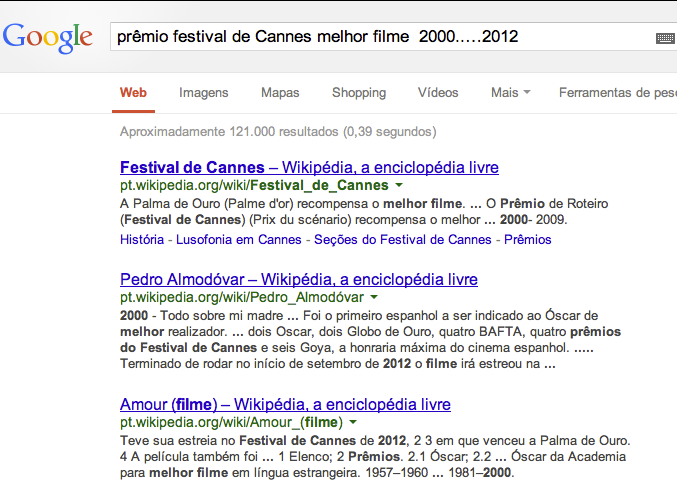 Google
prêmio festival de Cannes melhor filme 2000.....2012
Web Imagens Mapas Shopping Vídeos Mais Ferramentas de pes
Aproximadamente 121.000 resultados (0,39 segundos)
Festival de Cannes – Wikipédia, a enciclopédia livre
pt.wikipedia.org/wiki/Festival_de_Cannes
A Palma de Ouro (Palme d'or) recompensa o melhor filme. ... O Prêmio de Roteiro
(Festival de Cannes) (Prix du scénario) recompensa o melhor ... 2000- 2009.
História - Lusofonia em Cannes - Seções do Festival de Cannes - Prêmios
Pedro Almodóvar – Wikipédia, a enciclopédia livre
pt.wikipedia.org/wiki/Pedro_Almodóvar
2000 - Todo sobre mi madre ... Foi o primeiro espanhol a ser indicado ao Óscar de
melhor realizador. ... dois Oscar, dois Globo de Ouro, quatro BAFTA, quatro prêmios
do Festival de Cannes e seis Goya, a honraria máxima do cinema espanhol. .....
Terminado de rodar no início de setembro de 2012 o filme irá estreou na ...
Amour (filme) – Wikipédia, a enciclopédia livre
pt.wikipedia.org/wiki/Amour_(filme)
Teve sua estreia no Festival de Cannes de 2012, 2 3 em que venceu a Palma de Ouro.
4 A película também foi ... 1 Elenco; 2 Prêmios. 2.1 Óscar; 2.2 ... Óscar da Academia
para melhor filme em língua estrangeira. 1957–1960 ... 1981–2000.